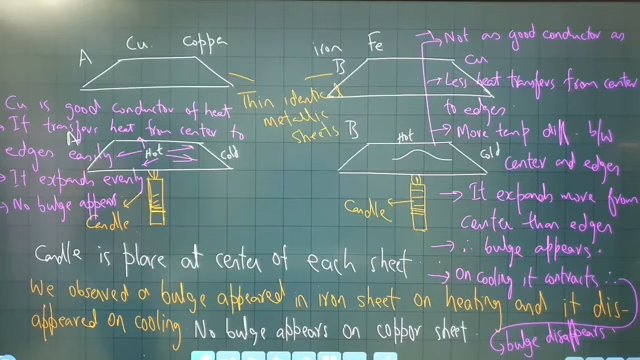 A
Cu
Copper
Cu is good conductor of heat
It transfers heat from center to
edges easily
It expands evenly
No bulge appear
A
Hot
Cold
Candle
Thin identical
metallic
sheets
iron
Fe
B
B
Hot
Cold
Candle
Not as good conductor as
Cu
Less heat transfers from center
to edges
More temp diff. b/w
center and edges
It expands more from
center than edges
∴ bulge appears.
On cooling it contracts ∴
bulge disappears
Candle is place at center of each sheet.
We observed a bulge appeared in iron sheet on heating and it dis-
appeared on cooling No bulge appears on coppor sheet.